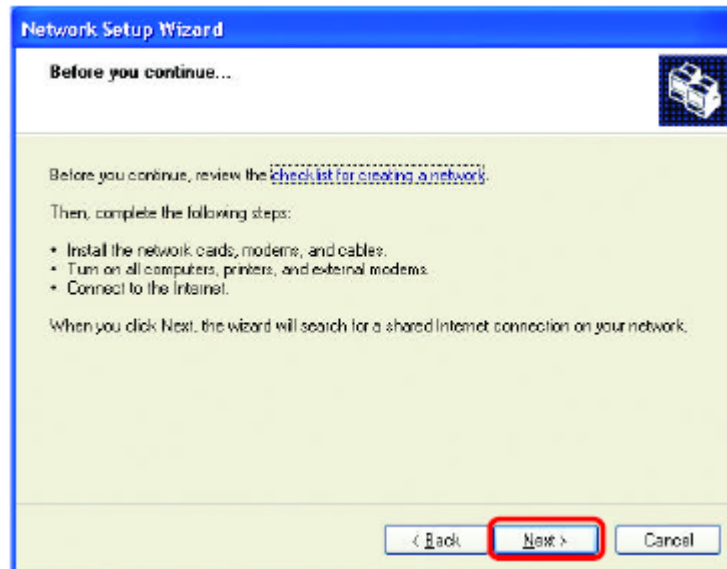 Network Setup Wizard
Before you continue...
Before you continue, review the checklist for creating a network.
Then, complete the following steps:
• Install the network cards, modems, and cables.
• Turn on all computers, printers, and external modems.
• Connect to the Internet.
When you click Next, the wizard will search for a shared Internet connection on your network.
< Back Next > Cancel